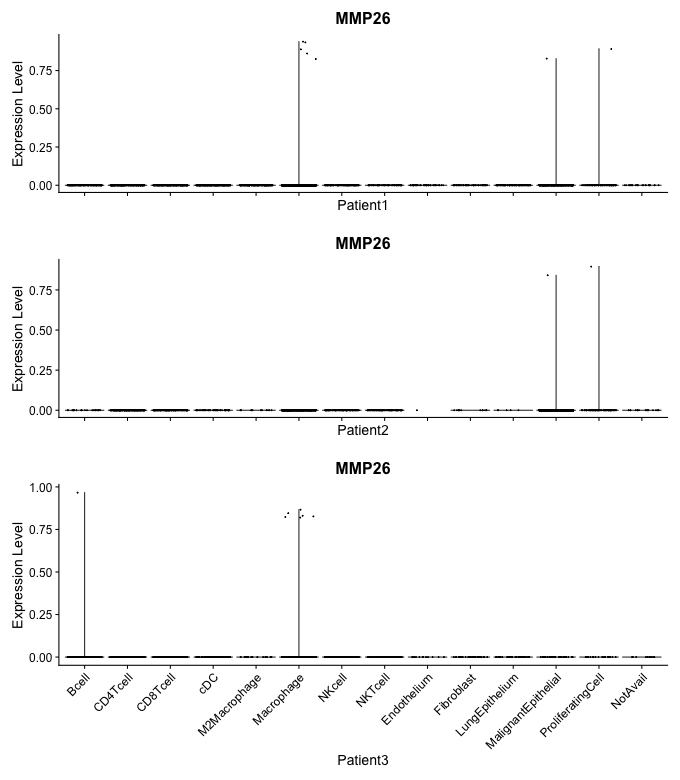 MMP26
Expression Level
0.75
0.50
0.25
0.00
Patient1
MMP26
Expression Level
0.75
0.50
0.25
0.00
Patient2
MMP26
Expression Level
1.00
0.75
0.50
0.25
0.00
Bcell
CD4Tcell
CD8Tcell
cDC
M2Macrophage
Macrophage
NKcell
NKTcell
Endothelium
Fibroblast
LungEpithelium
MalignantEpithelial
ProliferatingCell
NotAvail
Patient3